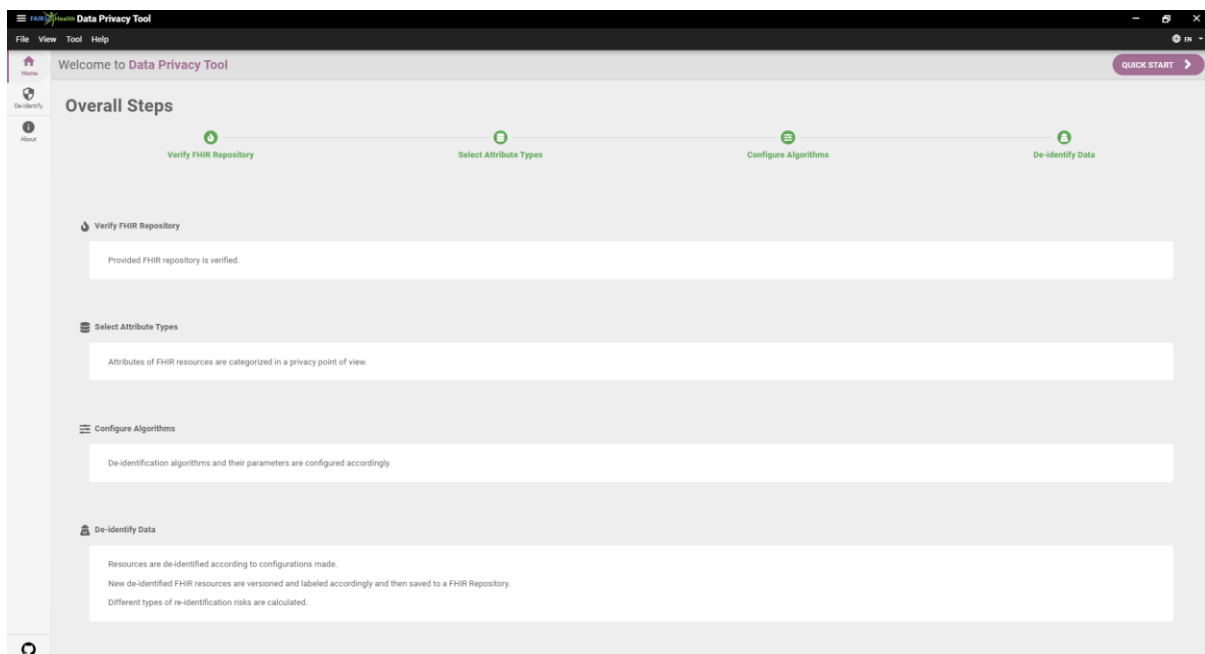 FAIR4Health Data Privacy Tool
File View Tool Help
EN
Home
Welcome to Data Privacy Tool
QUICK START
De-identify
About
Overall Steps
Verify FHIR Repository
Select Attribute Types
Configure Algorithms
De-identify Data
Verify FHIR Repository
Provided FHIR repository is verified.
Select Attribute Types
Attributes of FHIR resources are categorized in a privacy point of view.
Configure Algorithms
De-identification algorithms and their parameters are configured accordingly.
De-identify Data
Resources are de-identified according to configurations made.
New de-identified FHIR resources are versioned and labeled accordingly and then saved to a FHIR Repository.
Different types of re-identification risks are calculated.